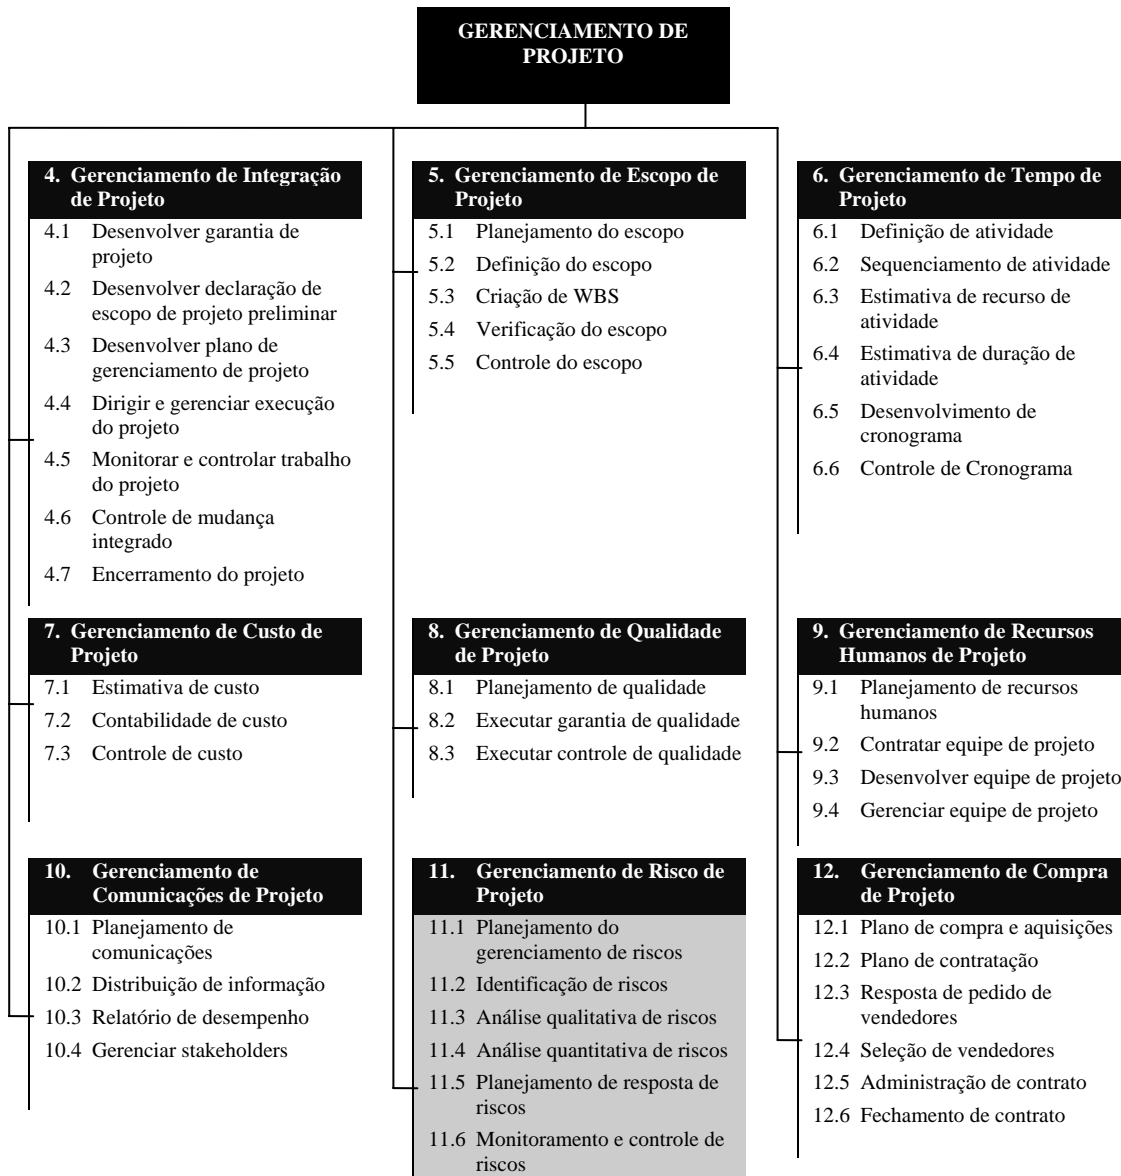 GERENCIAMENTO DE
PROJETO
4. Gerenciamento de Integração
de Projeto
4.1 Desenvolver garantia de
projeto
4.2 Desenvolver declaração de
escopo de projeto preliminar
4.3 Desenvolver plano de
gerenciamento de projeto
4.4 Dirigir e gerenciar execução
do projeto
4.5 Monitorar e controlar trabalho
do projeto
4.6 Controle de mudança
integrado
4.7 Encerramento do projeto
5. Gerenciamento de Escopo de
Projeto
5.1 Planejamento do escopo
5.2 Definição do escopo
5.3 Criação de WBS
5.4 Verificação do escopo
5.5 Controle do escopo
6. Gerenciamento de Tempo de
Projeto
6.1 Definição de atividade
6.2 Sequenciamento de atividade
6.3 Estimativa de recurso de
atividade
6.4 Estimativa de duração de
atividade
6.5 Desenvolvimento de
cronograma
6.6 Controle de Cronograma
7. Gerenciamento de Custo de
Projeto
7.1 Estimativa de custo
7.2 Contabilidade de custo
7.3 Controle de custo
8. Gerenciamento de Qualidade
de Projeto
8.1 Planejamento de qualidade
8.2 Executar garantia de qualidade
8.3 Executar controle de qualidade
9. Gerenciamento de Recursos
Humanos de Projeto
9.1 Planejamento de recursos
humanos
9.2 Contratar equipe de projeto
9.3 Desenvolver equipe de projeto
9.4 Gerenciar equipe de projeto
10. Gerenciamento de
Comunicações de Projeto
10.1 Planejamento de
comunicações
10.2 Distribuição de informação
10.3 Relatório de desempenho
10.4 Gerenciar stakeholders
11. Gerenciamento de Risco de
Projeto
11.1 Planejamento do
gerenciamento de riscos
11.2 Identificação de riscos
11.3 Análise qualitativa de riscos
11.4 Análise quantitativa de riscos
11.5 Planejamento de resposta de
riscos
11.6 Monitoramento e controle de
riscos
12. Gerenciamento de Compra
de Projeto
12.1 Plano de compra e aquisições
12.2 Plano de contratação
12.3 Resposta de pedido de
vendedores
12.4 Seleção de vendedores
12.5 Administração de contrato
12.6 Fechamento de contrato